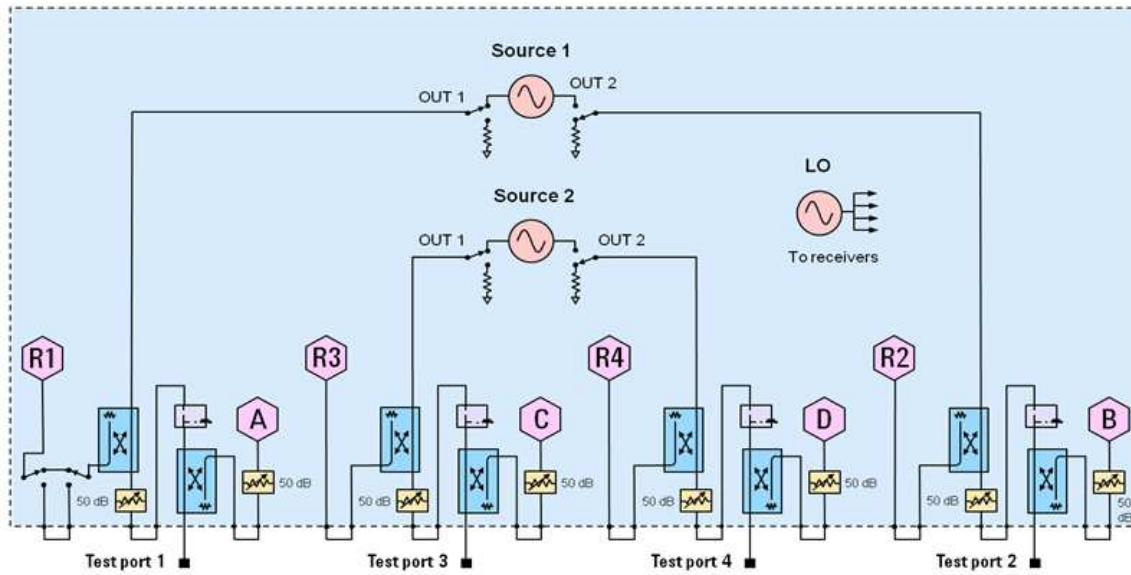 Source 1
OUT 1
OUT 2
Source 2
OUT 1
OUT 2
LO
To receivers
R1
R3
R4
R2
A
C
D
B
50 dB
50 dB
50 dB
50 dB
50 dB
50 dB
50 dB
50
dB
Test port 1
Test port 3
Test port 4
Test port 2